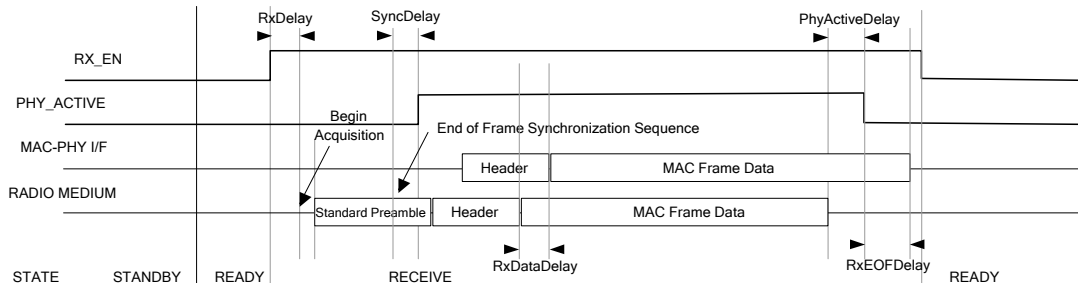 RxDelay SyncDelay PhyActiveDelay
RX_EN
PHY_ACTIVE
Begin
Acquisition
End of Frame Synchronization Sequence
MAC-PHY I/F
Header MAC Frame Data
RADIO MEDIUM
Standard Preamble Header MAC Frame Data
RxDataDelay RxEOFDelay
STATE STANDBY READY RECEIVE READY